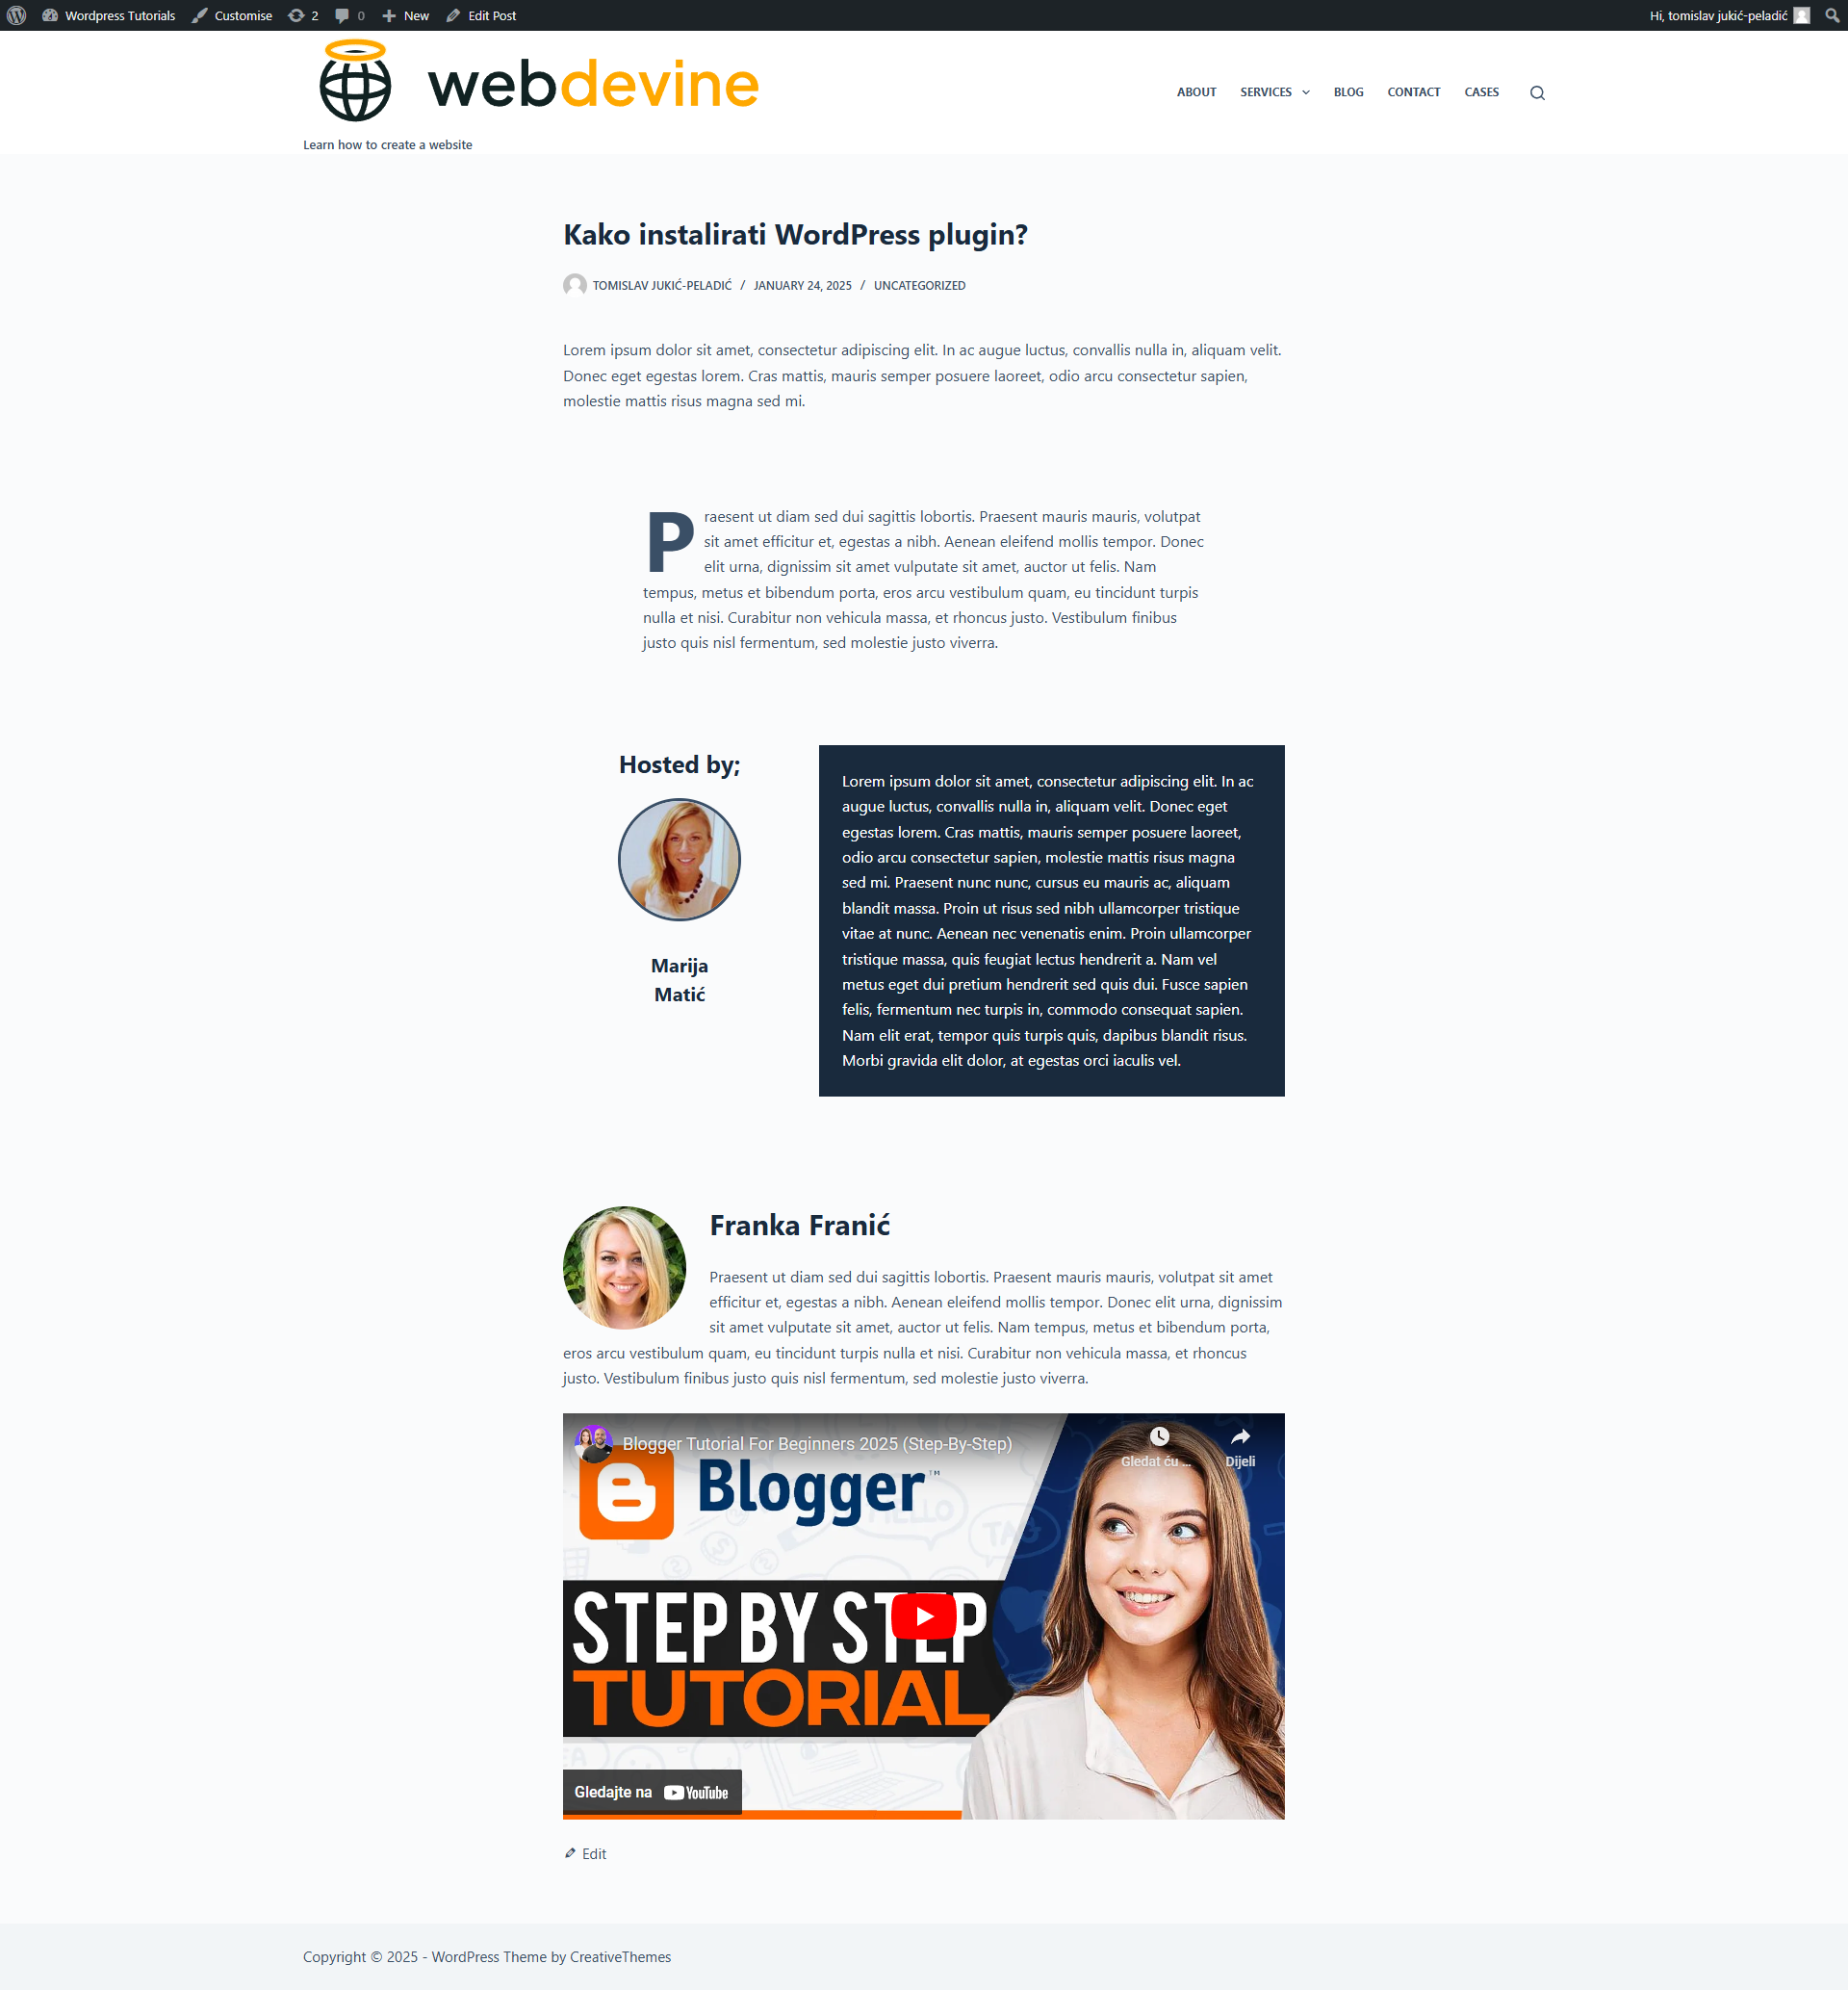 Wordpress Tutorials Customise 2 0 New Edit Post Hi, tomislav jukić-peladić
webdevine
ABOUT SERVICES BLOG CONTACT CASES
Learn how to create a website
Kako instalirati WordPress plugin?
TOMISLAV JUKIĆ-PELADIĆ / JANUARY 24, 2025 / UNCATEGORIZED
Lorem ipsum dolor sit amet, consectetur adipiscing elit. In ac augue luctus, convallis nulla in, aliquam velit.
Donec eget egestas lorem. Cras mattis, mauris semper posuere laoreet, odio arcu consectetur sapien,
molestie mattis risus magna sed mi.
Praesent ut diam sed dui sagittis lobortis. Praesent mauris mauris, volutpat
sit amet efficitur et, egestas a nibh. Aenean eleifend mollis tempor. Donec
elit urna, dignissim sit amet vulputate sit amet, auctor ut felis. Nam
tempus, metus et bibendum porta, eros arcu vestibulum quam, eu tincidunt turpis
nulla et nisi. Curabitur non vehicula massa, et rhoncus justo. Vestibulum finibus
justo quis nisl fermentum, sed molestie justo viverra.
Hosted by;
Marija
Matić
Lorem ipsum dolor sit amet, consectetur adipiscing elit. In ac
augue luctus, convallis nulla in, aliquam velit. Donec eget
egestas lorem. Cras mattis, mauris semper posuere laoreet,
odio arcu consectetur sapien, molestie mattis risus magna
sed mi. Praesent nunc nunc, cursus eu mauris ac, aliquam
blandit massa. Proin ut risus sed nibh ullamcorper tristique
vitae at nunc. Aenean nec venenatis enim. Proin ullamcorper
tristique massa, quis feugiat lectus hendrerit a. Nam vel
metus eget dui pretium hendrerit sed quis dui. Fusce sapien
felis, fermentum nec turpis in, commodo consequat sapien.
Nam elit erat, tempor quis turpis quis, dapibus blandit risus.
Morbi gravida elit dolor, at egestas orci iaculis vel.
Franka Franić
Praesent ut diam sed dui sagittis lobortis. Praesent mauris mauris, volutpat sit amet
efficitur et, egestas a nibh. Aenean eleifend mollis tempor. Donec elit urna, dignissim
sit amet vulputate sit amet, auctor ut felis. Nam tempus, metus et bibendum porta,
eros arcu vestibulum quam, eu tincidunt turpis nulla et nisi. Curabitur non vehicula massa, et rhoncus
justo. Vestibulum finibus justo quis nisl fermentum, sed molestie justo viverra.
Blogger Tutorial For Beginners 2025 (Step-By-Step)
Gledat ću ... Dijeli
Blogger™
HELLO
TAG
STEP BY STEP
TUTORIAL
Gledajte na YouTube
Edit
Copyright © 2025 - WordPress Theme by CreativeThemes